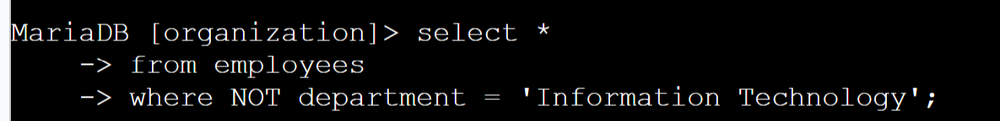 MariaDB [organization]> select *
    -> from employees
    -> where NOT department = 'Information Technology';